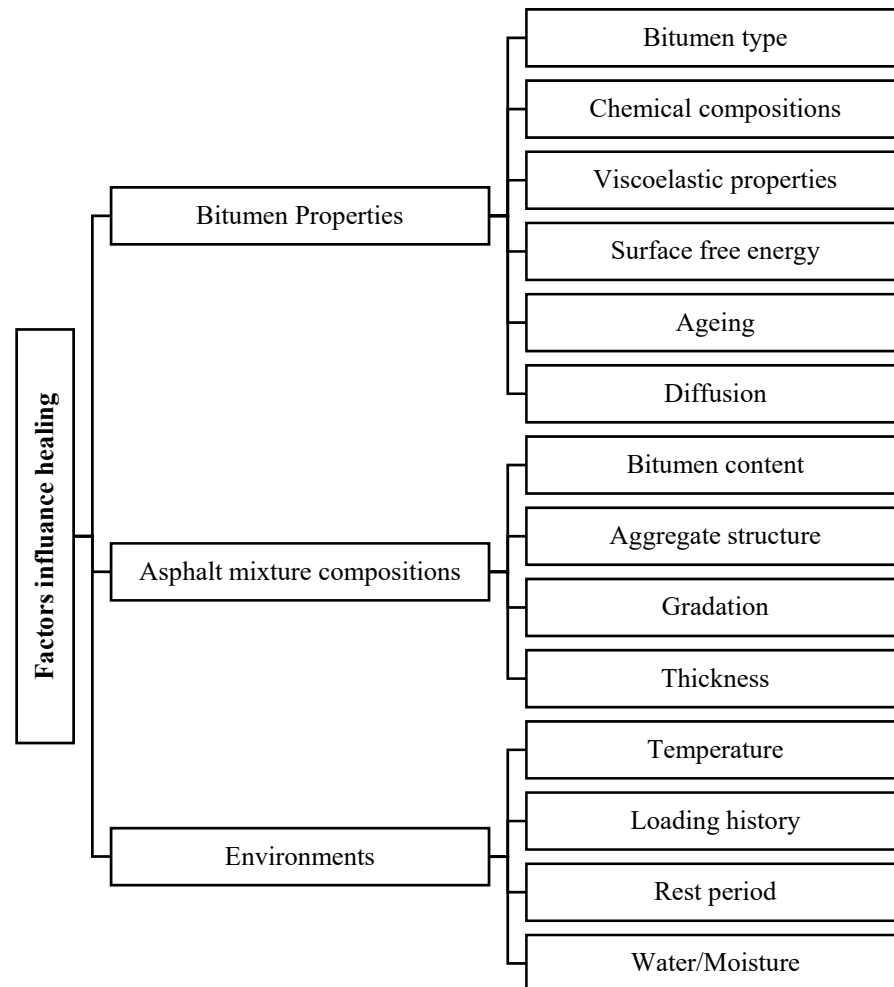 Factors influance healing
Bitumen Properties
Bitumen type
Chemical compositions
Viscoelastic properties
Surface free energy
Ageing
Diffusion
Asphalt mixture compositions
Bitumen content
Aggregate structure
Gradation
Thickness
Environments
Temperature
Loading history
Rest period
Water/Moisture